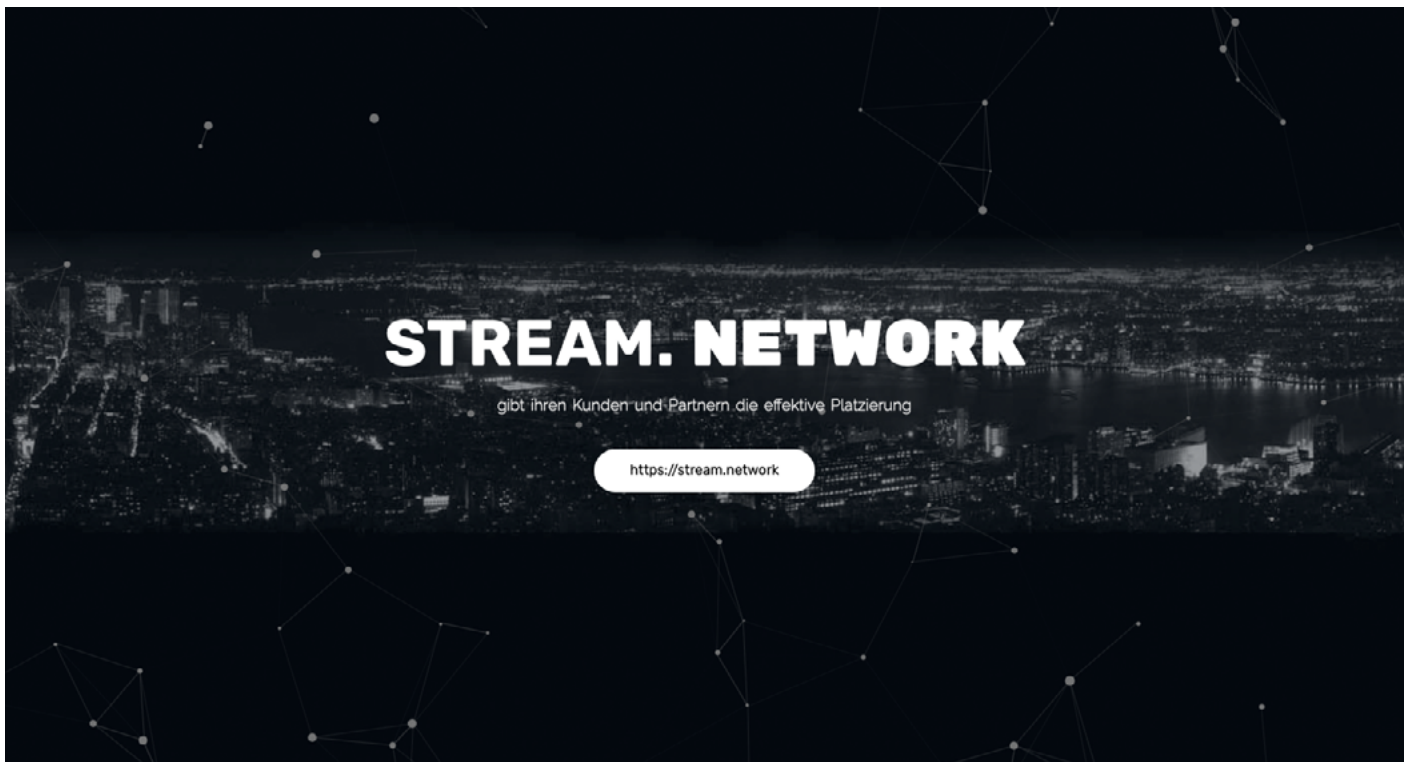 STREAM. NETWORK
gibt ihren Kunden und Partnern die effektive Platzierung
https://stream.network